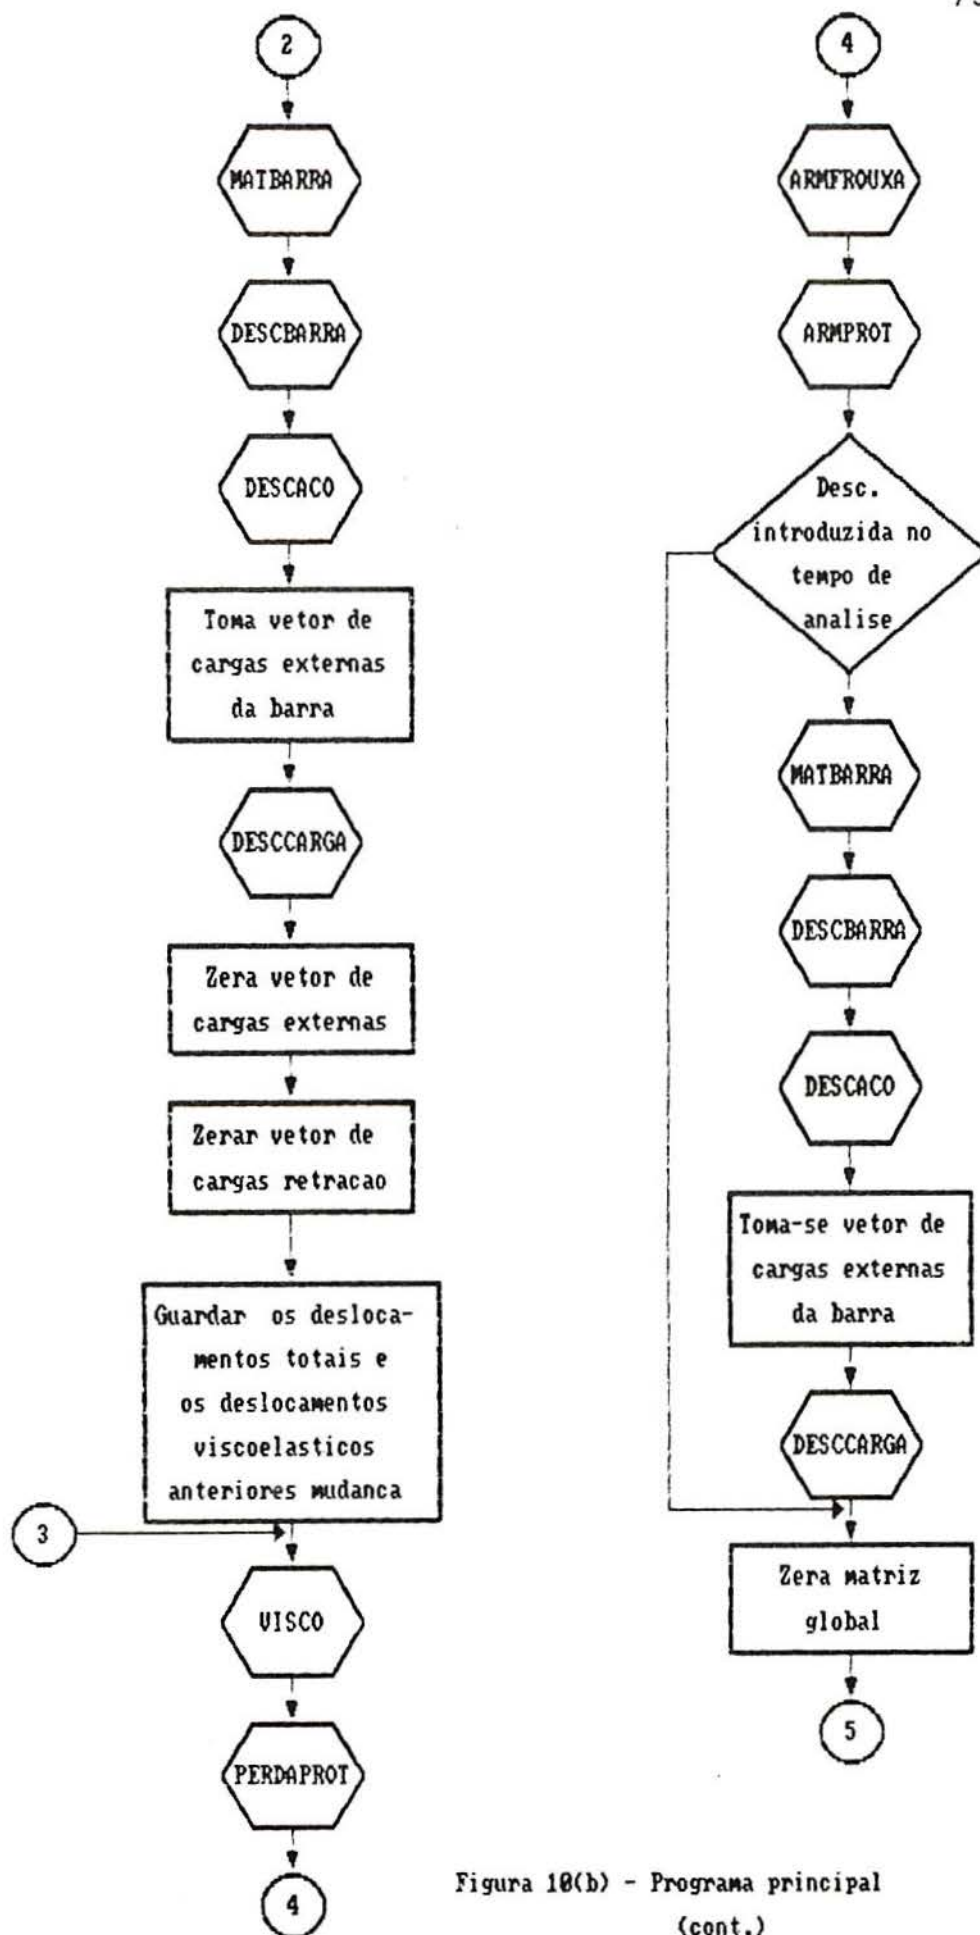 2
MATBARRA
DESCBARRA
DESCACO
Toma vetor de
cargas externas
da barra
DESCCARGA
Zera vetor de
cargas externas
Zerar vetor de
cargas retracao
Guardar os desloca-
mentos totais e
os deslocamentos
viscoelasticos
anteriores mudanca
3
VISCO
PERDAPROT
4
4
ARMFROUXA
ARMPROT
Desc.
introduzida no
tempo de
analise
MATBARRA
DESCBARRA
DESCACO
Toma-se vetor de
cargas externas
da barra
DESCCARGA
Zera matriz
global
5
Figura 10(b) - Programa principal
(cont.)